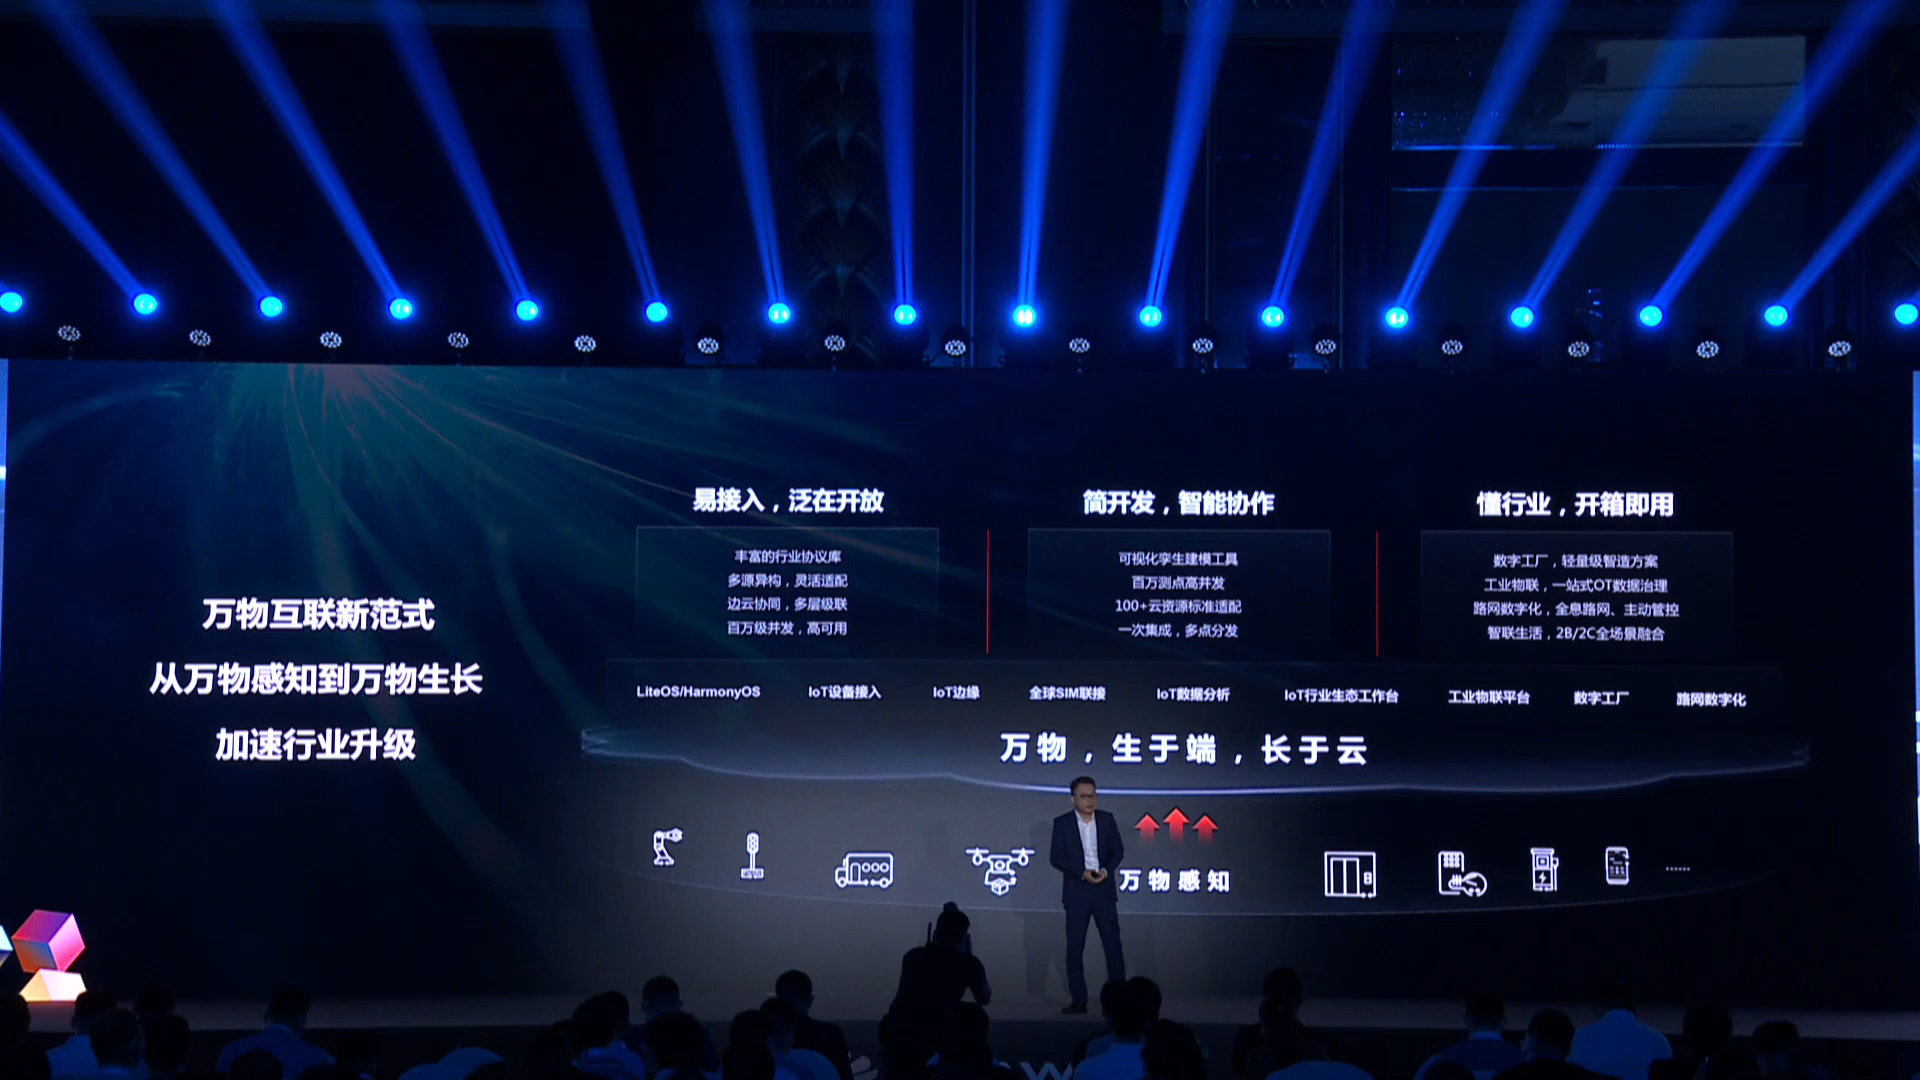 万物互联新范式
从万物感知到万物生长
加速行业升级
易接入，泛在开放
丰富的行业协议库
多源异构，灵活适配
边云协同，多层级联
百万级并发，高可用
简开发，智能协作
可视化孪生建模工具
百万测点高并发
100+云资源标准适配
一次集成，多点分发
懂行业，开箱即用
数字工厂，轻量级智造方案
工业物联，一站式OT数据治理
路网数字化，全息路网、主动管控
智联生活，2B/2C全场景融合
LiteOS/HarmonyOS IoT设备接入 IoT边缘 全球SIM联接 IoT数据分析 IoT行业生态工作台 工业物联平台 数字工厂 路网数字化
万物，生于端，长于云
万物感知
......